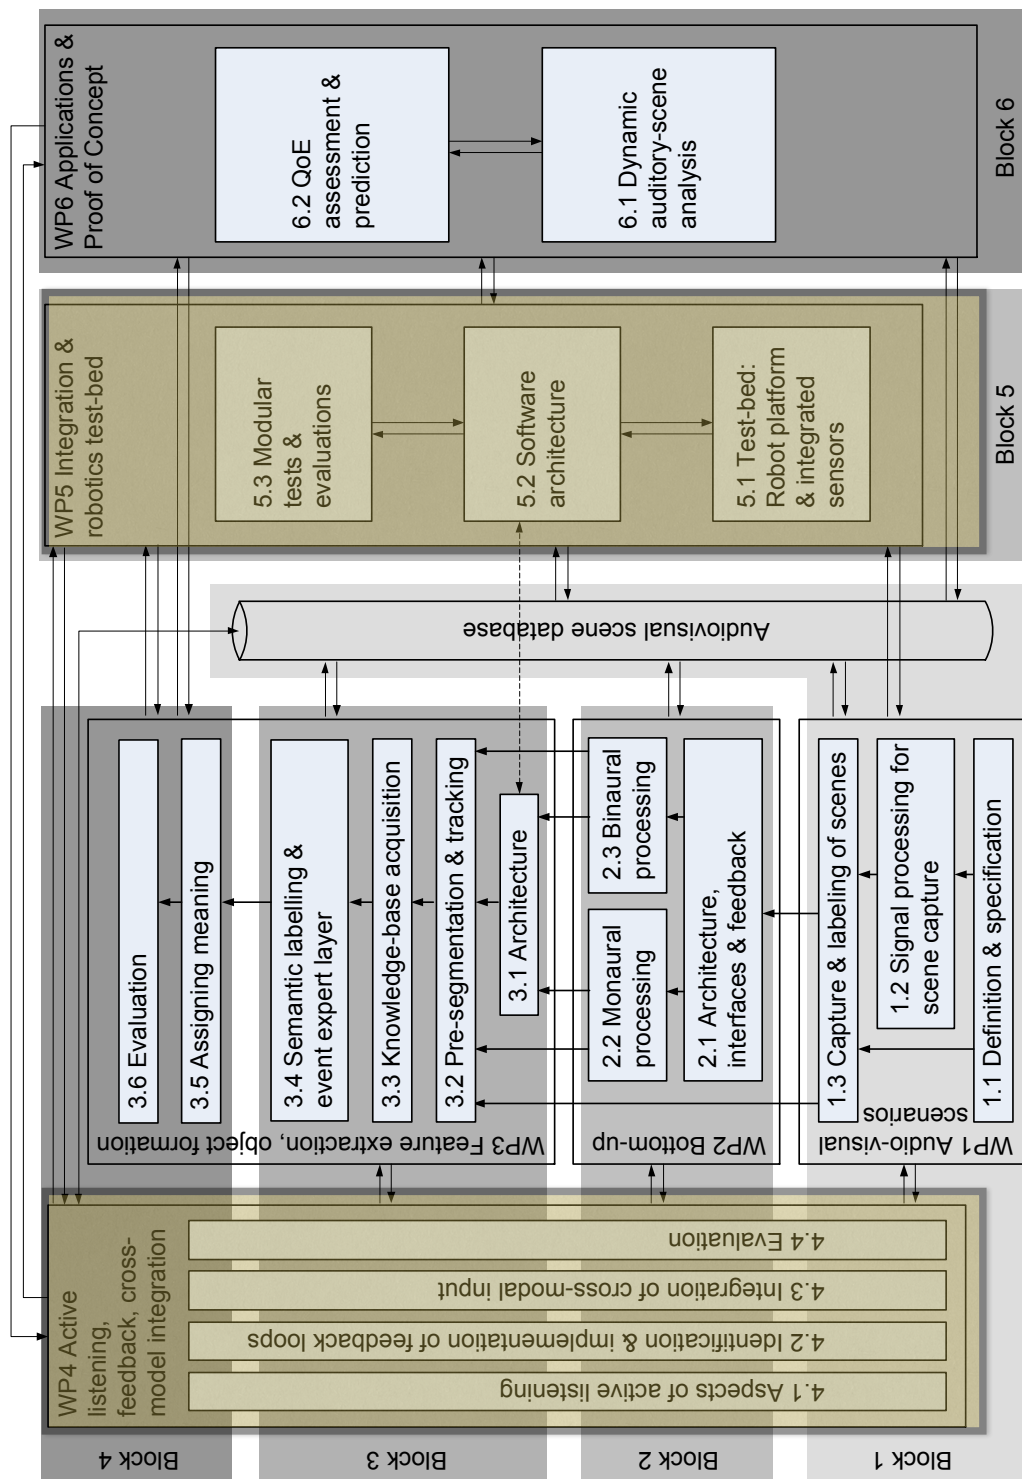 WP4 Active
listening,
feedback, cross-
model integration
4.1 Aspects of active listening
4.2 Identification & implementation of feedback loops
4.3 Integration of cross-modal input
4.4 Evaluation
Block 4
Block 3
Block 2
Block 1
3.6 Evaluation
3.5 Assigning meaning
3.4 Semantic labelling &
event expert layer
3.3 Knowledge-base acquisition
3.2 Pre-segmentation & tracking
3.1 Architecture
WP3 Feature extraction, object formation
2.2 Monaural
processing
2.3 Binaural
processing
2.1 Architecture,
interfaces & feedback
WP2 Bottom-up
1.3 Capture & labeling of scenes
1.2 Signal processing for
scene capture
1.1 Definition & specification
WP1 Audio-visual
scenarios
Audiovisual scene database
WP5 Integration &
robotics test-bed
5.3 Modular
tests &
evaluations
5.2 Software
architecture
5.1 Test-bed:
Robot platform
& integrated
sensors
Block 5
WP6 Applications &
Proof of Concept
6.2 QoE
assessment &
prediction
6.1 Dynamic
auditory-scene
analysis
Block 6